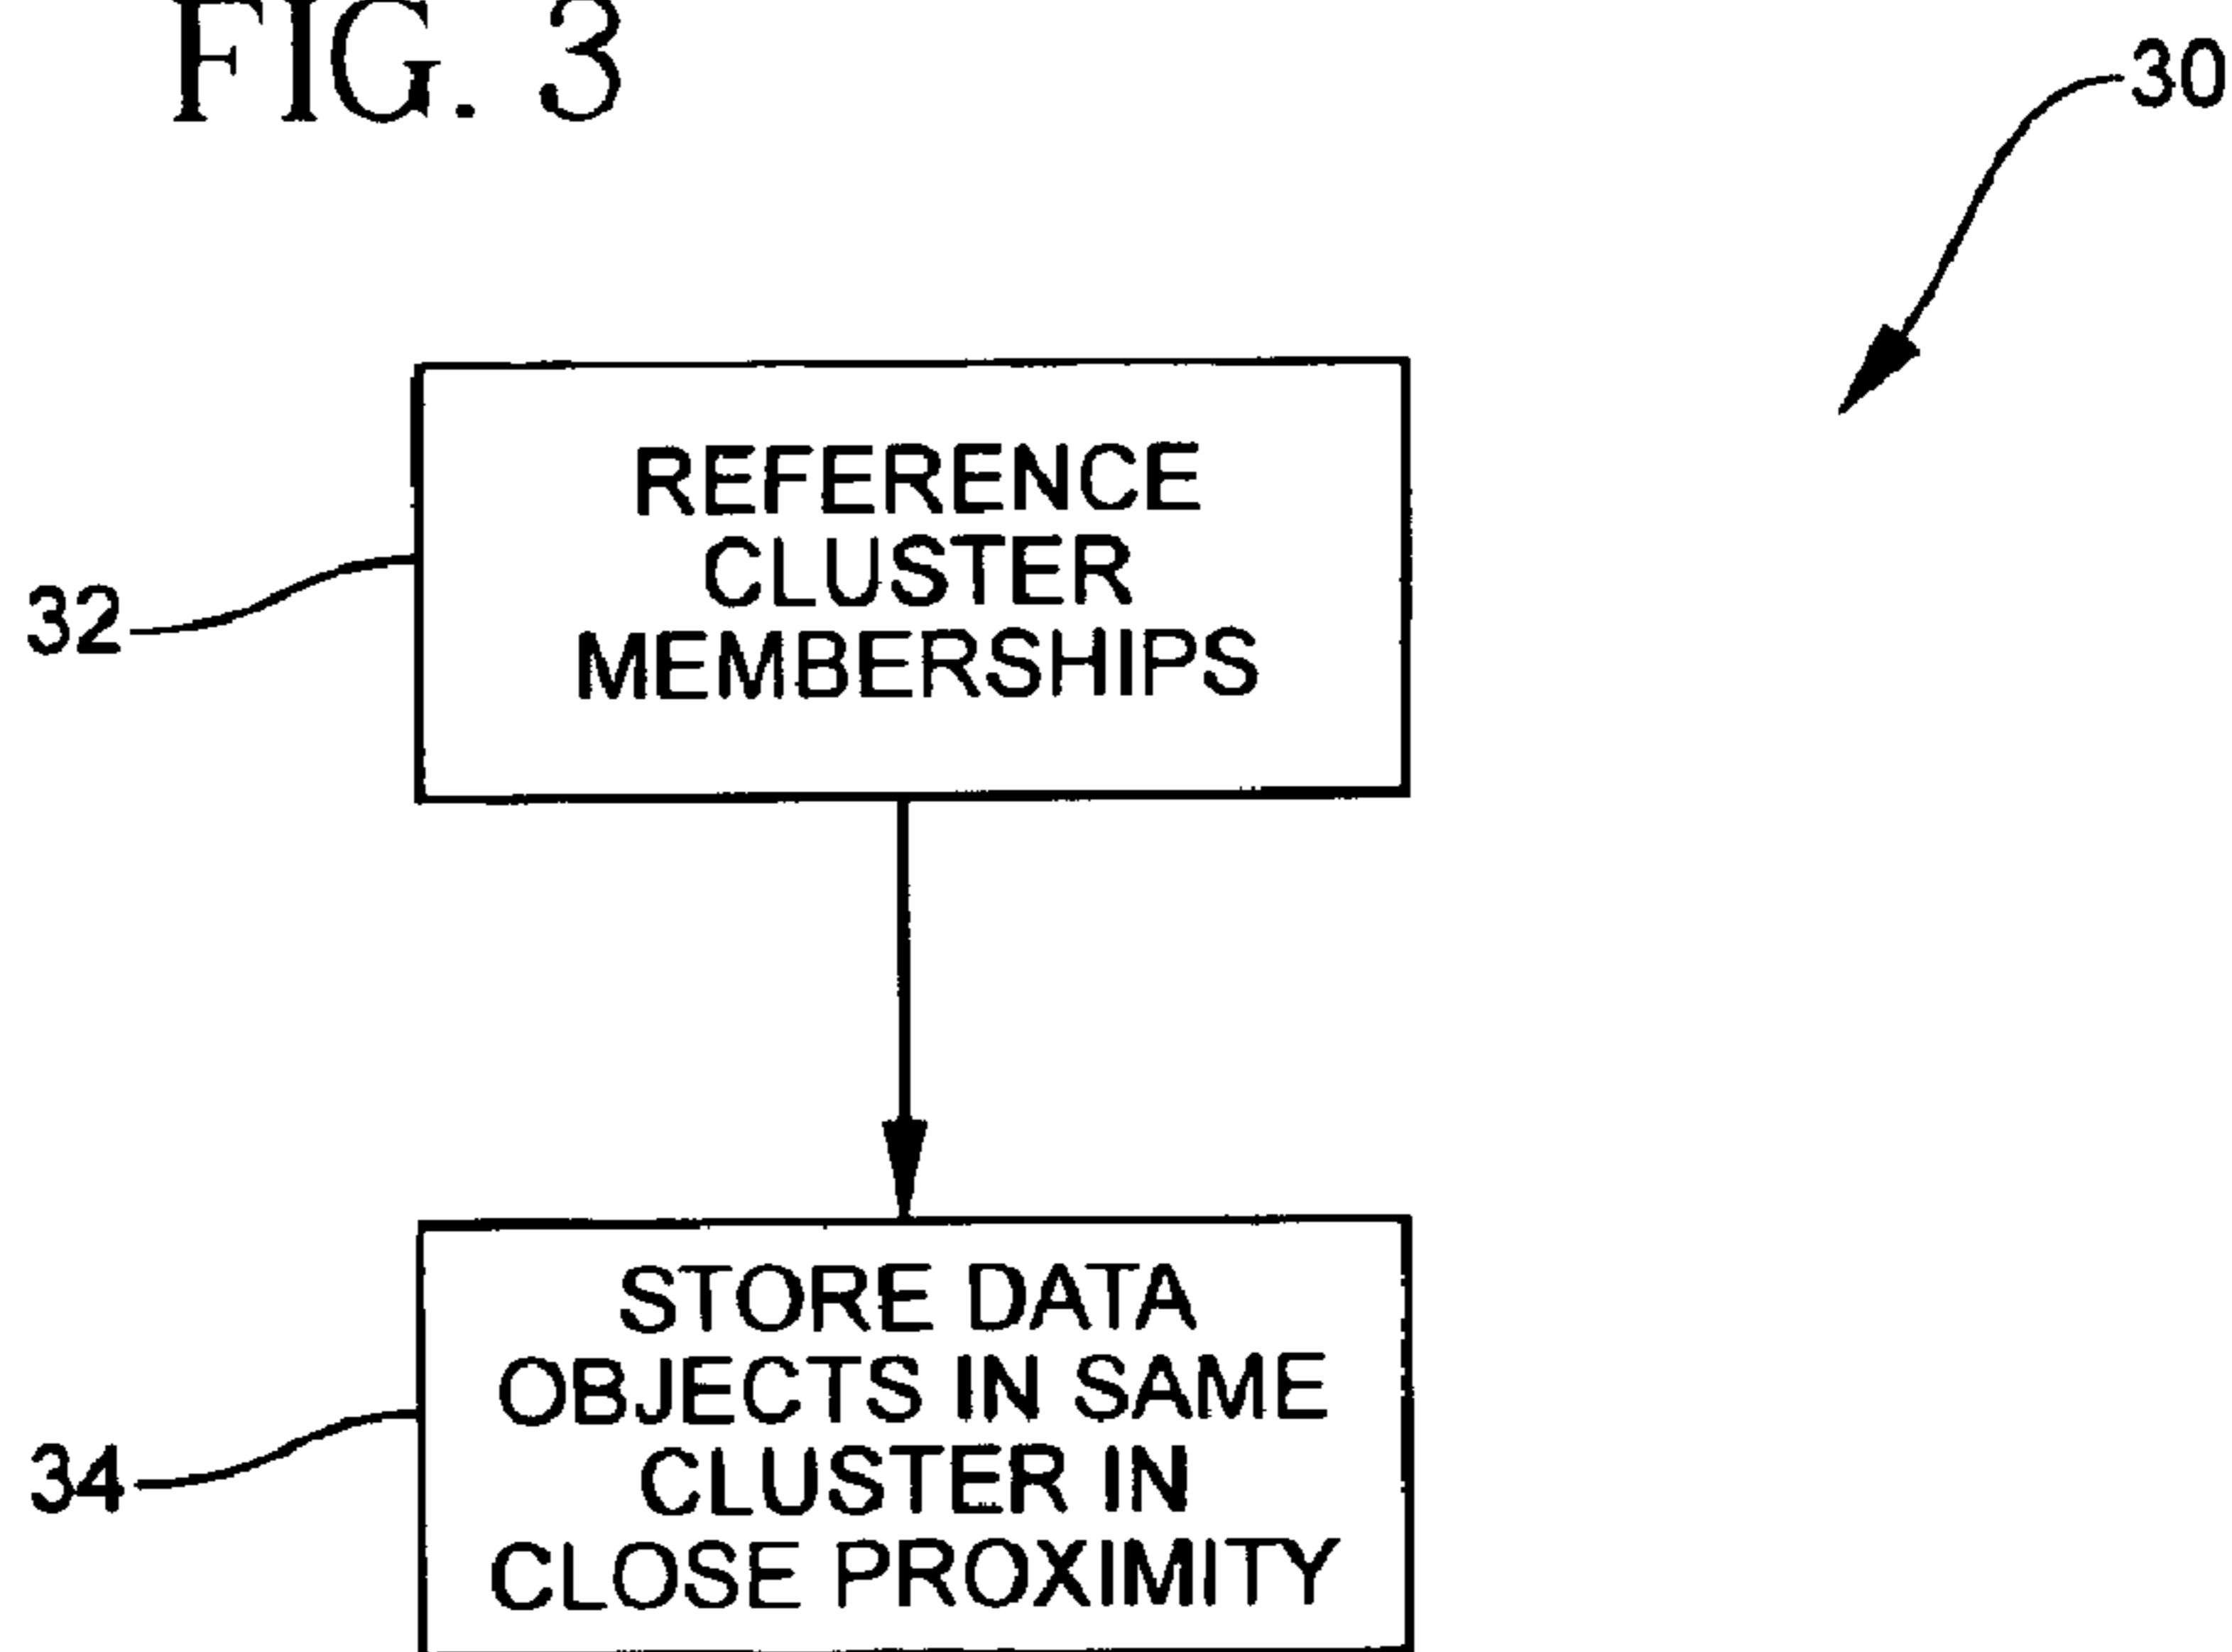 FIG. 3
30
REFERENCE
CLUSTER
MEMBERSHIPS
32
STORE DATA
OBJECTS IN SAME
CLUSTER IN
CLOSE PROXIMITY
34